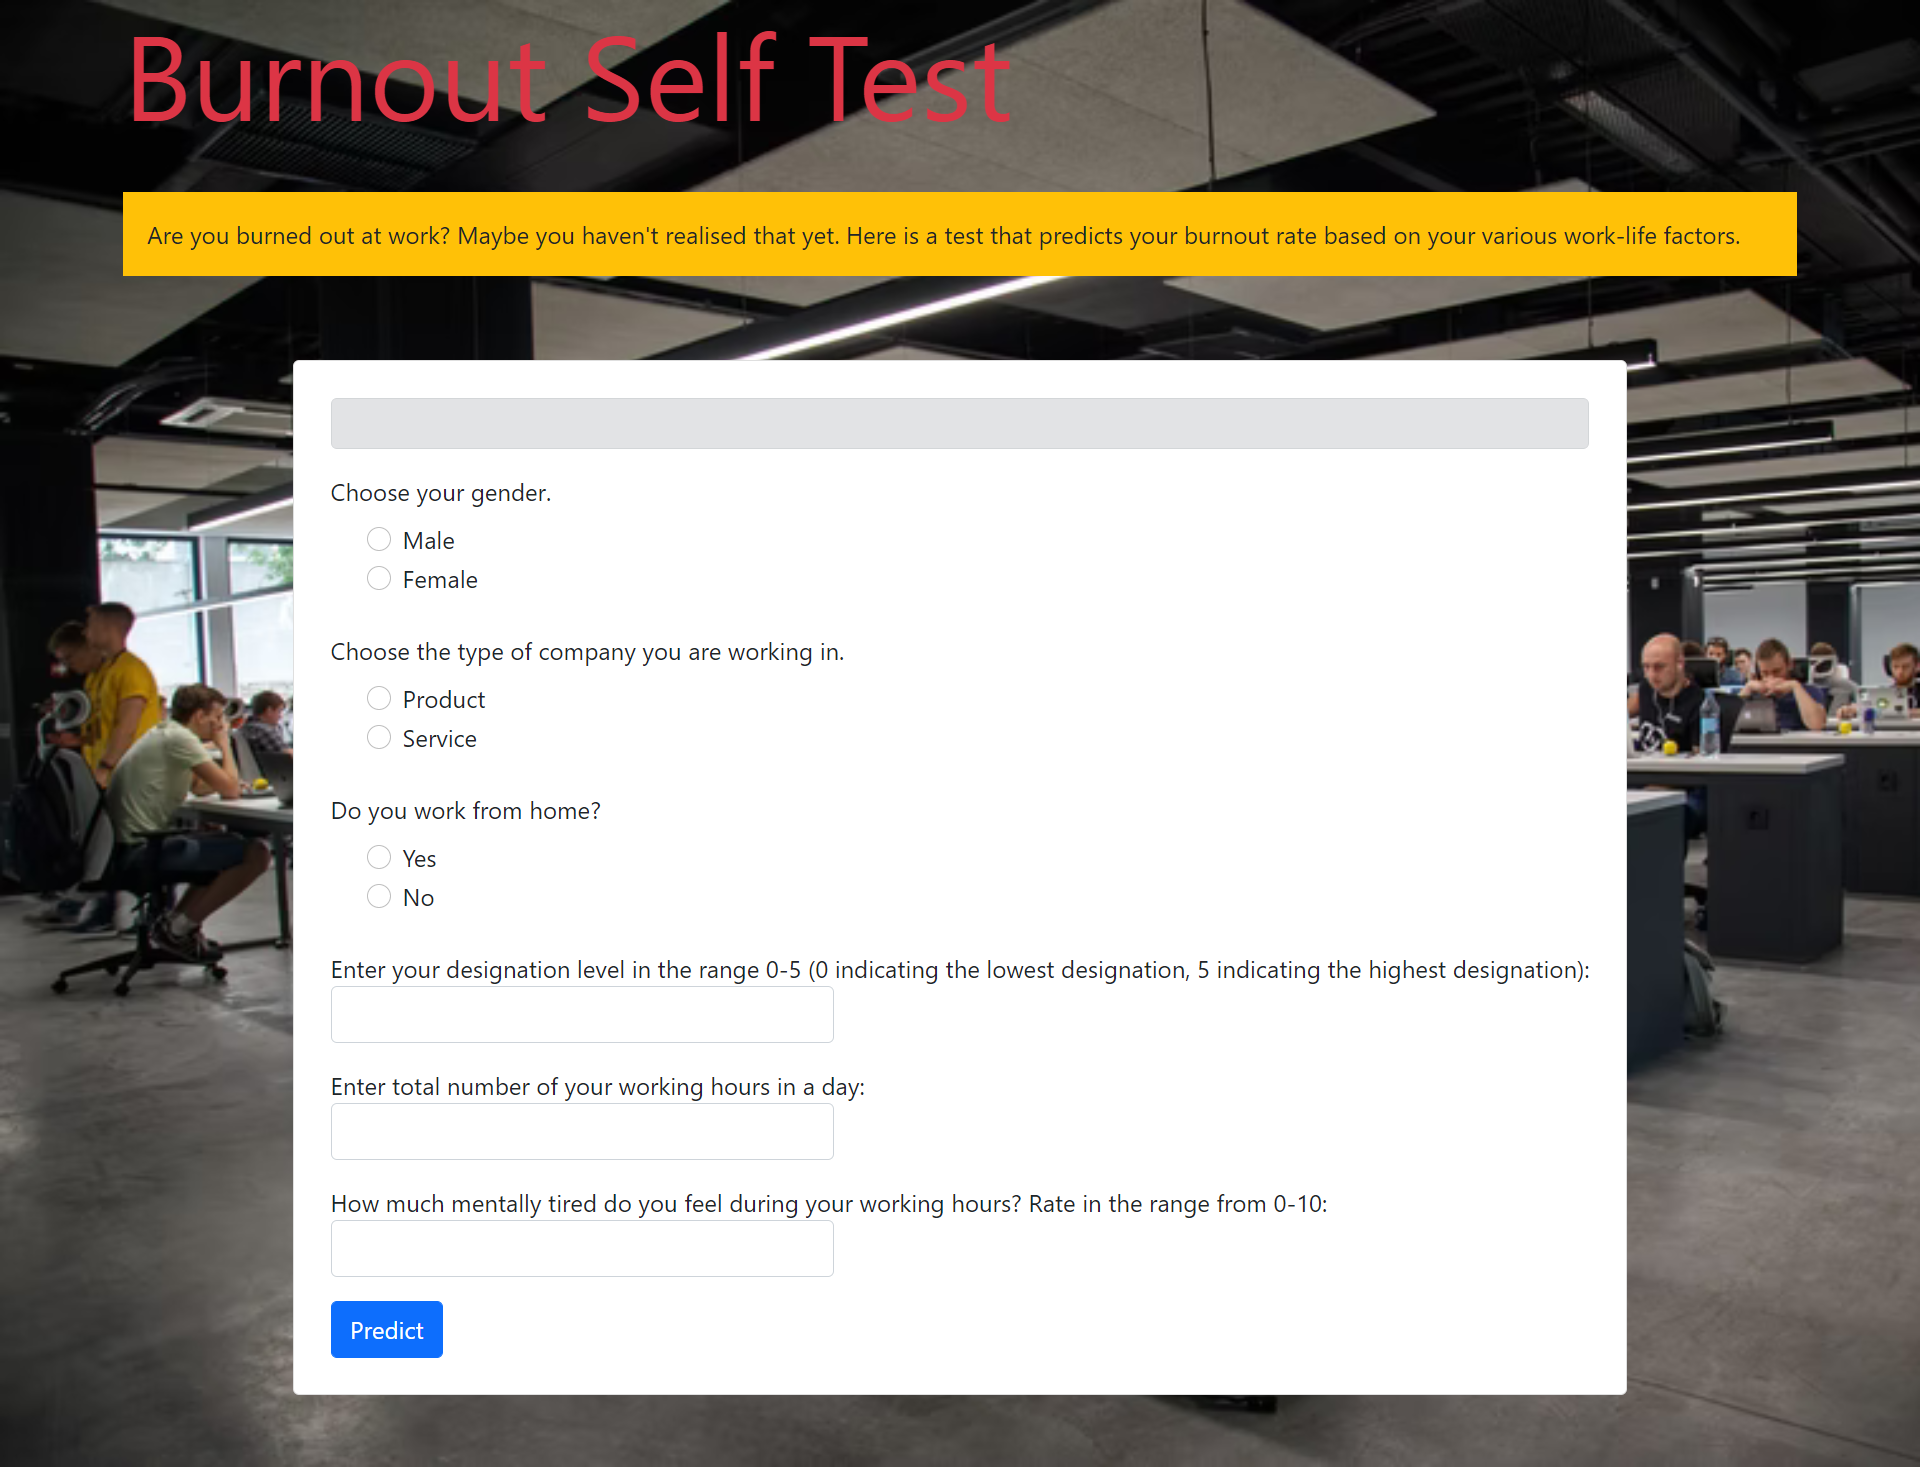 Burnout Self Test
Are you burned out at work? Maybe you haven't realised that yet. Here is a test that predicts your burnout rate based on your various work-life factors.
Choose your gender.
Male
Female
Choose the type of company you are working in.
Product
Service
Do you work from home?
Yes
No
Enter your designation level in the range 0-5 (0 indicating the lowest designation, 5 indicating the highest designation):
Enter total number of your working hours in a day:
How much mentally tired do you feel during your working hours? Rate in the range from 0-10:
Predict